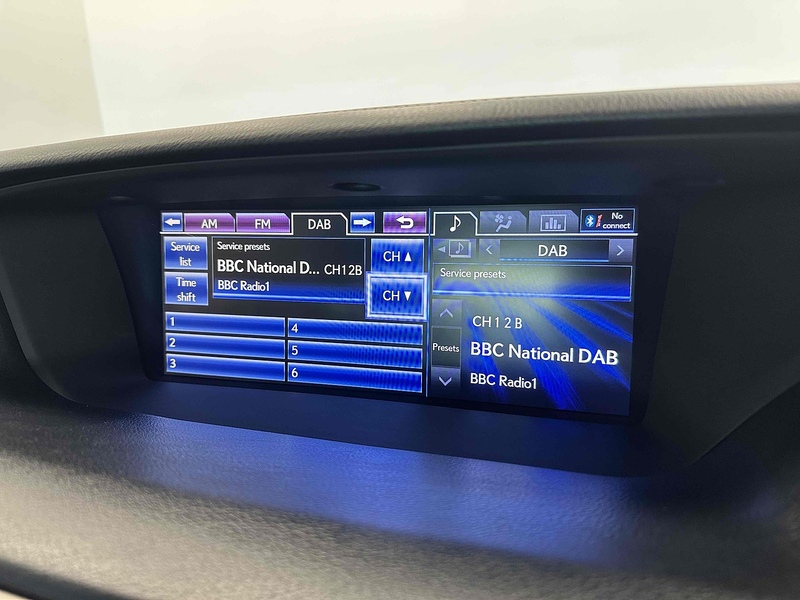 AM FM DAB
No
connect
Service
list
Service presets
BBC National D... CH12B
BBC Radio1
CH ▲
Time
shift
CH ▼
1
2
3
4
5
6
DAB
Service presets
CH 1 2 B
Presets
BBC National DAB
BBC Radio1